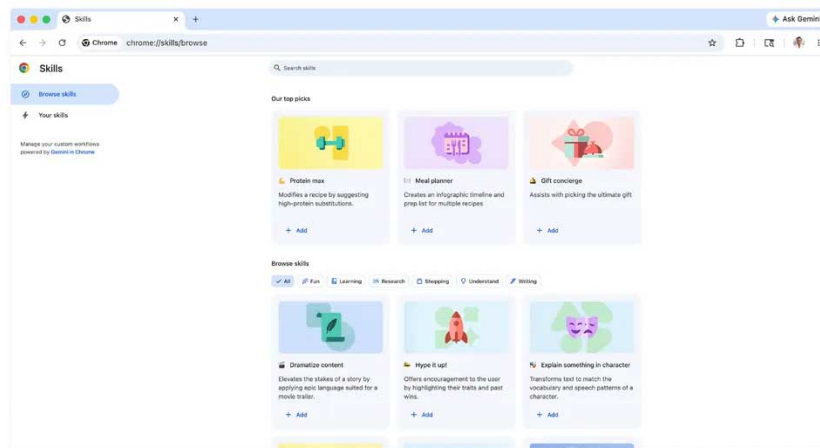 Skills
Ask Gemini
Chrome
chrome://skills/browse
Skills
Search skills
Browse skills
Your skills
Manage your custom workflows
powered by Gemini in Chrome
Our top picks
Protein max
Modifies a recipe by suggesting
high-protein substitutions.
+ Add
Meal planner
Creates an infographic timeline and
prep list for multiple recipes
+ Add
Gift concierge
Assists with picking the ultimate gift
+ Add
Browse skills
All
Fun
Learning
Research
Shopping
Understand
Writing
Dramatize content
Elevates the stakes of a story by
applying epic language suited for a
movie trailer.
+ Add
Hype it up!
Offers encouragement to the user
by highlighting their traits and past
wins.
+ Add
Explain something in character
Transforms text to match the
vocabulary and speech patterns of a
character.
+ Add